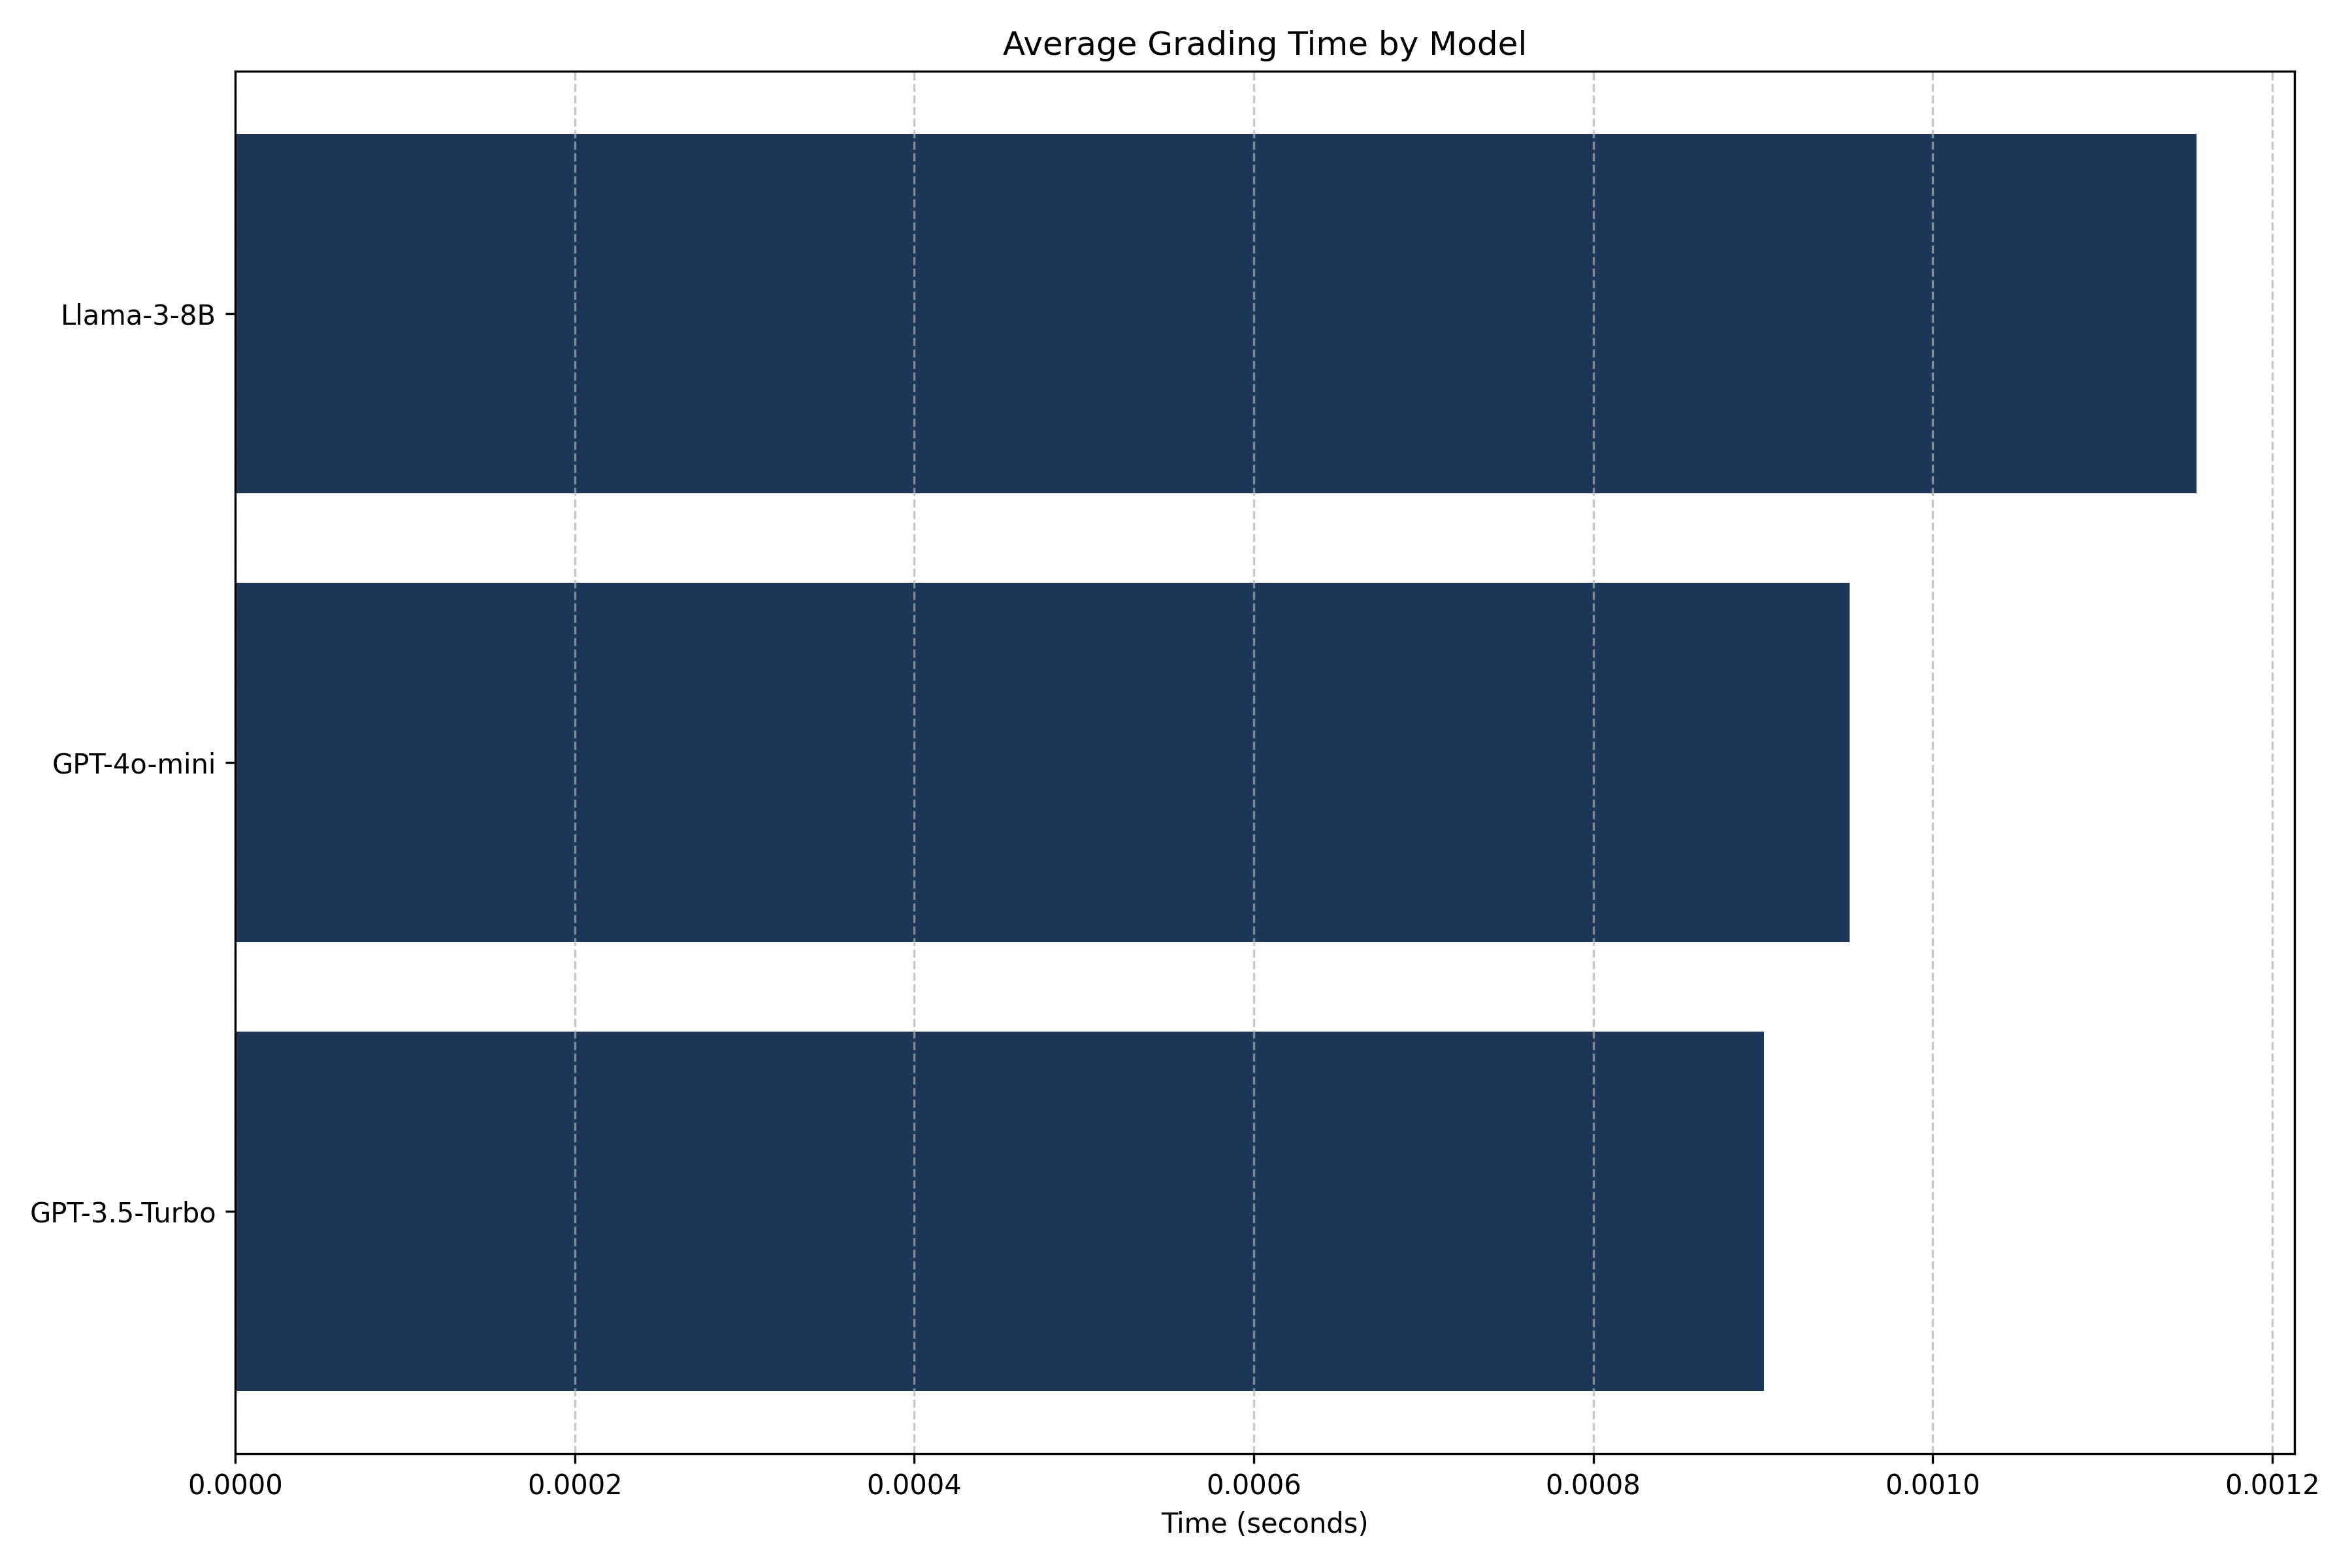 Average Grading Time by Model
Llama-3-8B
GPT-4o-mini
GPT-3.5-Turbo
0.0000 0.0002 0.0004 0.0006 0.0008 0.0010 0.0012
Time (seconds)